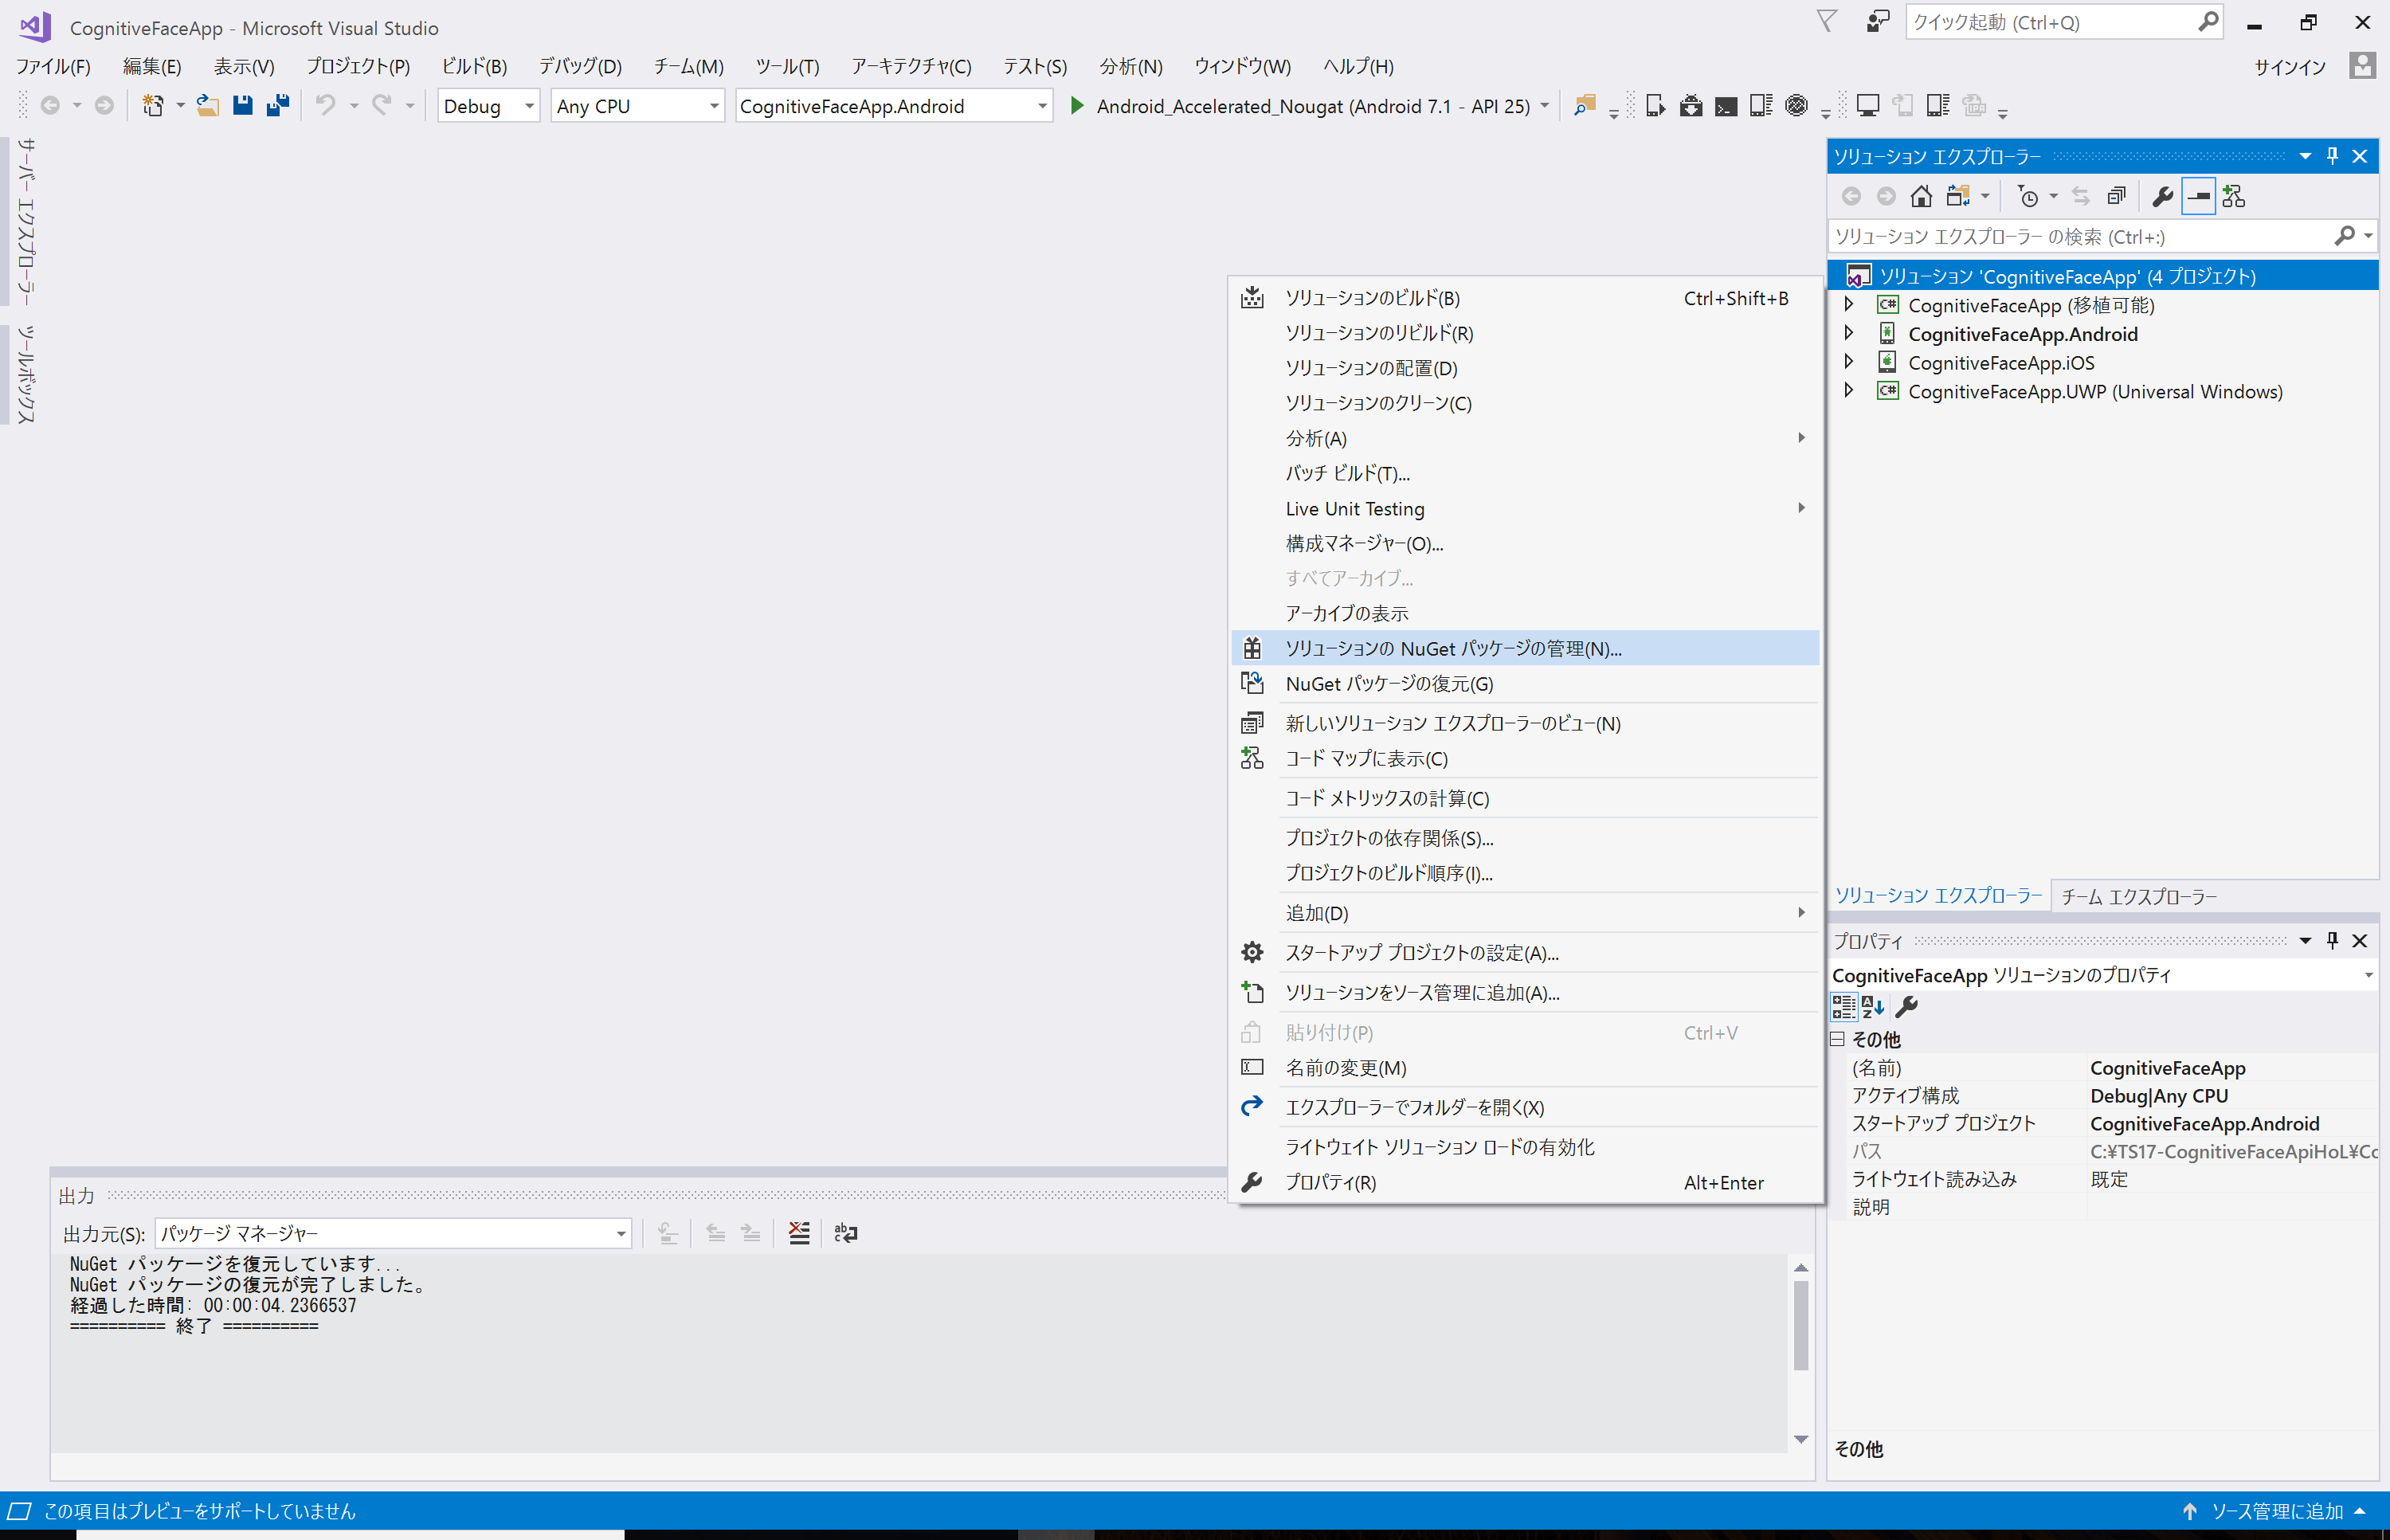 CognitiveFaceApp - Microsoft Visual Studio
クイック起動 (Ctrl+Q)
ファイル(F) 編集(E) 表示(V) プロジェクト(P) ビルド(B) デバッグ(D) チーム(M) ツール(T) アーキテクチャ(C) テスト(S) 分析(N) ウィンドウ(W) ヘルプ(H)
サインイン
Debug Any CPU CognitiveFaceApp.Android Android_Accelerated_Nougat (Android 7.1 - API 25)
サーバー エクスプローラー
ツールボックス
ソリューション エクスプローラー
ソリューション エクスプローラー の検索 (Ctrl+:)
ソリューション 'CognitiveFaceApp' (4 プロジェクト)
CognitiveFaceApp (移植可能)
CognitiveFaceApp.Android
CognitiveFaceApp.iOS
CognitiveFaceApp.UWP (Universal Windows)
ソリューションのビルド(B) Ctrl+Shift+B
ソリューションのリビルド(R)
ソリューションの配置(D)
ソリューションのクリーン(C)
分析(A)
バッチ ビルド(T)...
Live Unit Testing
構成マネージャー(O)...
すべてアーカイブ...
アーカイブの表示
ソリューションの NuGet パッケージの管理(N)...
NuGet パッケージの復元(G)
新しいソリューション エクスプローラーのビュー(N)
コード マップに表示(C)
コード メトリックスの計算(C)
プロジェクトの依存関係(S)...
プロジェクトのビルド順序(I)...
追加(D)
スタートアップ プロジェクトの設定(A)...
ソリューションをソース管理に追加(A)...
貼り付け(P) Ctrl+V
名前の変更(M)
エクスプローラーでフォルダーを開く(X)
ライトウェイト ソリューション ロードの有効化
プロパティ(R) Alt+Enter
ソリューション エクスプローラー チーム エクスプローラー
プロパティ
CognitiveFaceApp ソリューションのプロパティ
その他
(名前) CognitiveFaceApp
アクティブ構成 Debug|Any CPU
スタートアップ プロジェクト CognitiveFaceApp.Android
パス C:¥TS17-CognitiveFaceApiHoL¥Cc
ライトウェイト読み込み 既定
説明
その他
出力
出力元(S): パッケージ マネージャー
NuGet パッケージを復元しています...
NuGet パッケージの復元が完了しました。
経過した時間: 00:00:04.2366537
========== 終了 ==========
この項目はプレビューをサポートしていません
ソース管理に追加